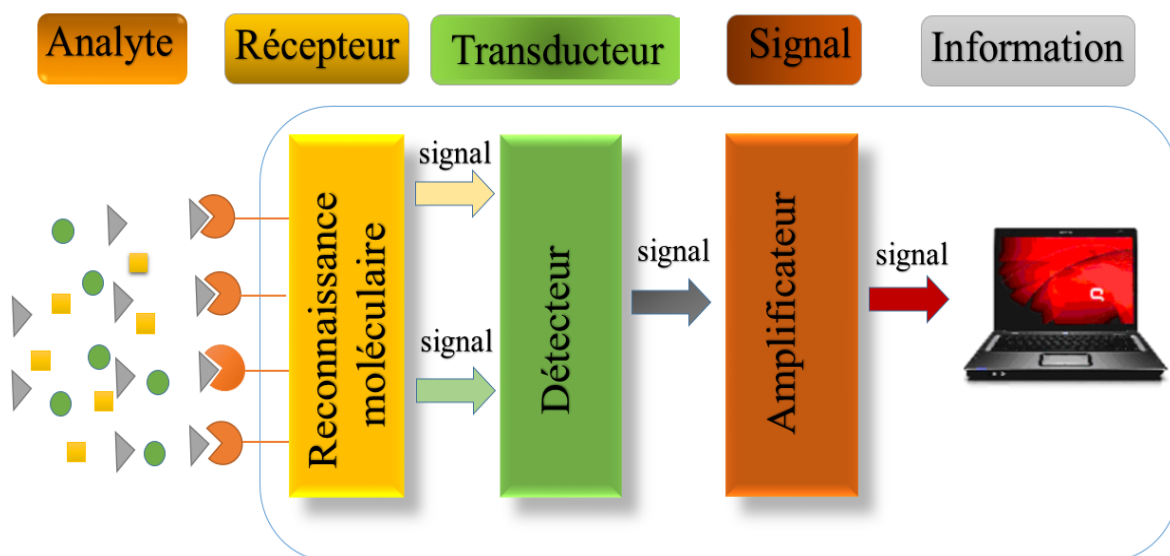 Analyte
Récepteur
Transducteur
Signal
Information
Reconnaissance
moléculaire
signal
signal
Détecteur
signal
Amplificateur
signal